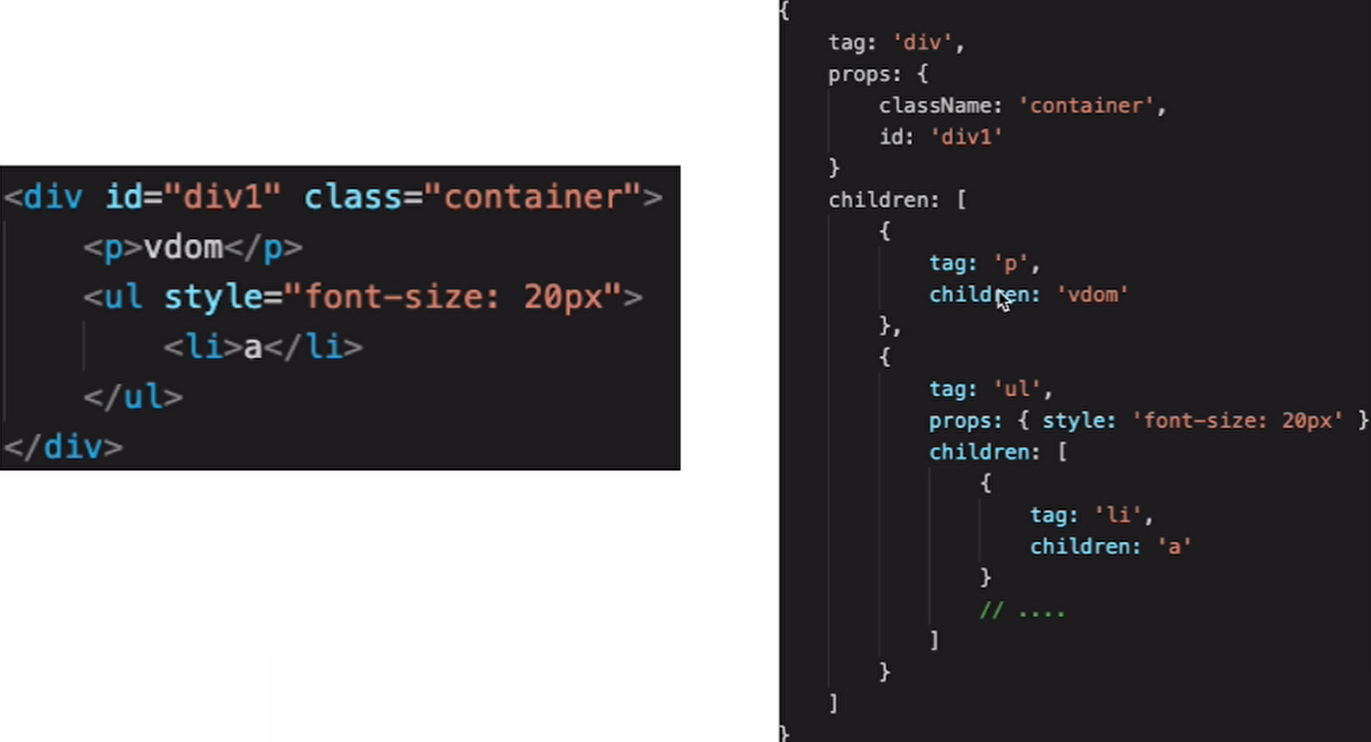 <div id="div1" class="container">
    <p>vdom</p>
    <ul style="font-size: 20px">
        <li>a</li>
    </ul>
</div>
{
    tag: 'div',
    props: {
        className: 'container',
        id: 'div1'
    }
    children: [
        {
            tag: 'p',
            children: 'vdom'
        },
        {
            tag: 'ul',
            props: { style: 'font-size: 20px' }
            children: [
                {
                    tag: 'li',
                    children: 'a'
                }
                // ....
            ]
        }
    ]
}